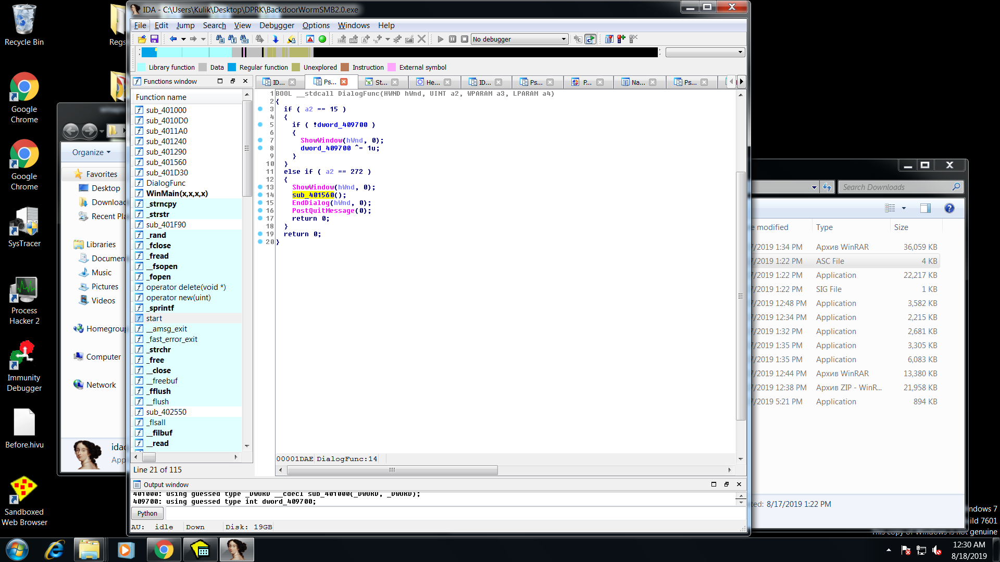 IDA - C:\Users\Kulik\Desktop\DPRK\BackdoorWormSMB2.0.exe
File Edit Jump Search View Debugger Options Windows Help
No debugger
Library function Data Regular function Unexplored Instruction External symbol
Functions window
ID... Ps... St... He... ID... Ps... P... Na... Ps...
Function name
sub_401000
sub_4010D0
sub_4011A0
sub_401240
sub_401290
sub_401560
sub_401D30
DialogFunc
WinMain(x,x,x,x)
_strncpy
_strstr
sub_401F90
_rand
_fclose
_fread
__fsopen
_fopen
operator delete(void *)
operator new(uint)
_sprintf
start
__amsg_exit
_fast_error_exit
_strchr
_free
__close
__freebuf
_fflush
__flush
sub_402550
_flsall
__filbuf
__read
Line 21 of 115
1 BOOL __stdcall DialogFunc(HWND hWnd, UINT a2, WPARAM a3, LPARAM a4)
2 {
3 if ( a2 == 15 )
4 {
5 if ( !dword_409700 )
6 {
7 ShowWindow(hWnd, 0);
8 dword_409700 ^= 1u;
9 }
10 }
11 else if ( a2 == 272 )
12 {
13 ShowWindow(hWnd, 0);
14 sub_401560();
15 EndDialog(hWnd, 0);
16 PostQuitMessage(0);
17 return 0;
18 }
19 return 0;
20 }
00001DAE DialogFunc:14
Output window
401000: using guessed type _DWORD __cdecl sub_401000(_DWORD, _DWORD);
409700: using guessed type int dword_409700;
Python
AU: idle Down Disk: 19GB
Recycle Bin
Regs
Google
Chrome
Google
Chrome
SysTracer
Process
Hacker 2
Immunity
Debugger
Before.hivu
Sandboxed
Web Browser
Organize
Favorites
Desktop
Downloa
Recent Pla
Libraries
Documen
Music
Pictures
Videos
Homegrou
Computer
Network
idaq
App
Search Downloads
e modified Type Size
7/2019 1:34 PM Архив WinRAR 36,059 KB
7/2019 1:22 PM ASC File 4 KB
7/2019 1:22 PM Application 22,217 KB
7/2019 1:22 PM SIG File 1 KB
7/2019 12:48 PM Application 3,582 KB
7/2019 12:34 PM Application 2,215 KB
7/2019 1:32 PM Application 2,681 KB
7/2019 1:35 PM Application 3,305 KB
7/2019 1:35 PM Application 6,083 KB
7/2019 12:44 PM Архив WinRAR 13,380 KB
7/2019 12:38 PM Архив ZIP - WinR... 21,958 KB
7/2019 5:21 PM Application 894 KB
ted: 8/17/2019 1:22 PM
ndows 7
ild 7601
This copy of Windows is not genuine
12:30 AM
8/18/2019